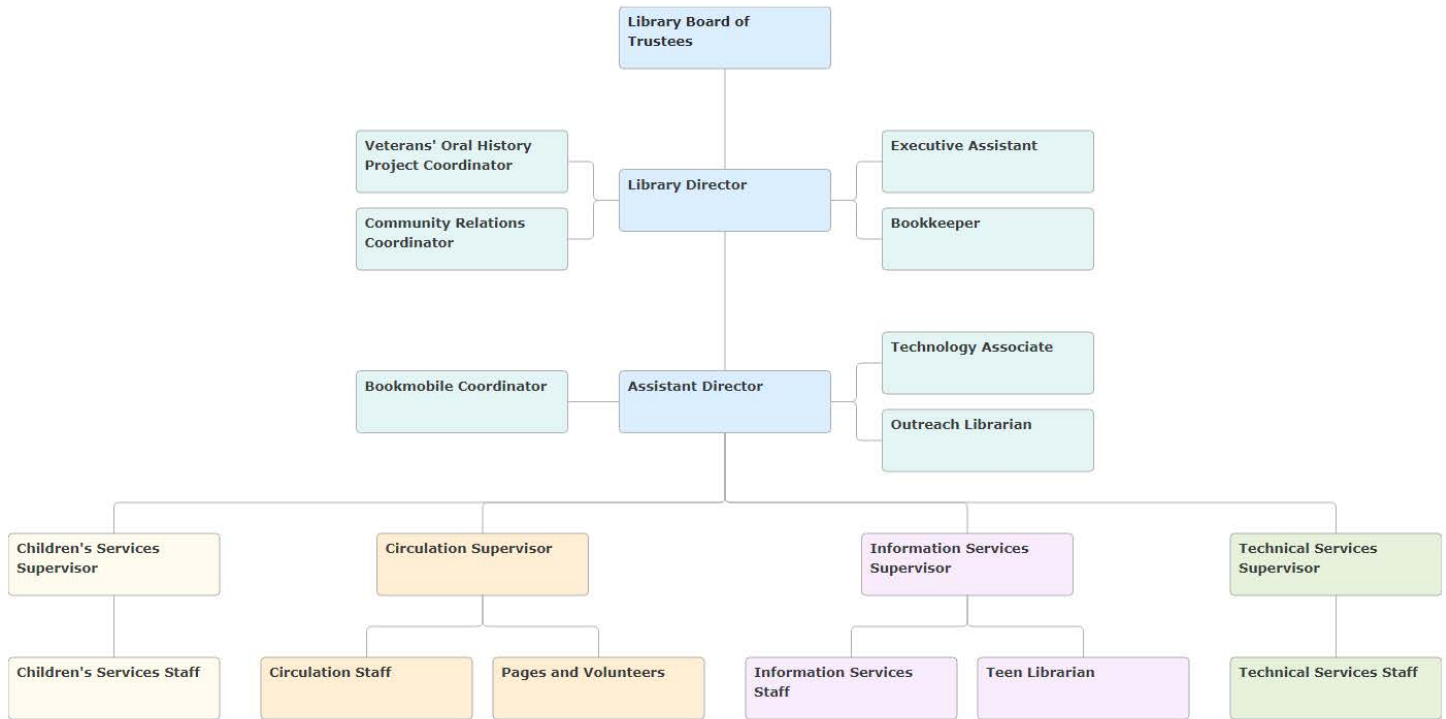 Library Board of
Trustees
Veterans' Oral History
Project Coordinator
Executive Assistant
Library Director
Community Relations
Coordinator
Bookkeeper
Technology Associate
Bookmobile Coordinator
Assistant Director
Outreach Librarian
Children's Services
Supervisor
Circulation Supervisor
Information Services
Supervisor
Technical Services
Supervisor
Children's Services Staff
Circulation Staff
Pages and Volunteers
Information Services
Staff
Teen Librarian
Technical Services Staff